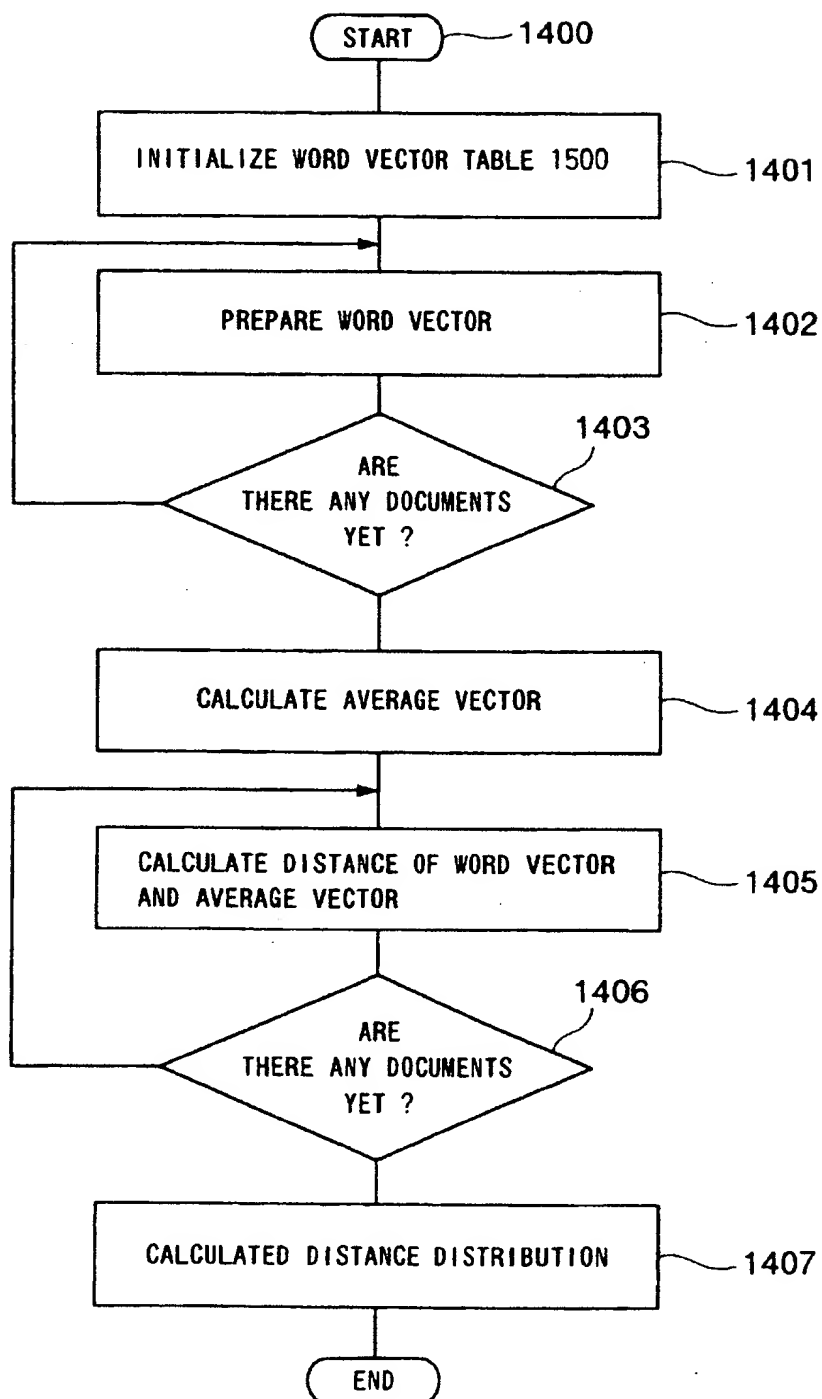 START
1400
INITIALIZE WORD VECTOR TABLE 1500
1401
PREPARE WORD VECTOR
1402
1403
ARE
THERE ANY DOCUMENTS
YET ?
CALCULATE AVERAGE VECTOR
1404
CALCULATE DISTANCE OF WORD VECTOR
AND AVERAGE VECTOR
1405
1406
ARE
THERE ANY DOCUMENTS
YET ?
CALCULATED DISTANCE DISTRIBUTION
1407
END